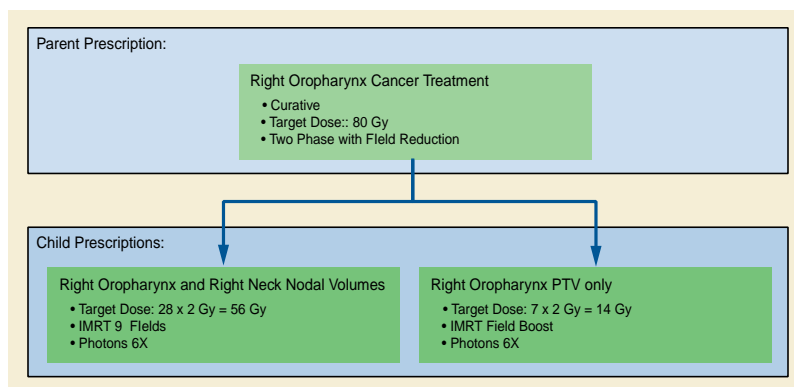 Parent Prescription:
Right Oropharynx Cancer Treatment
• Curative
• Target Dose:: 80 Gy
• Two Phase with FIeld Reduction
Child Prescriptions:
Right Oropharynx and Right Neck Nodal Volumes
• Target Dose: 28 x 2 Gy = 56 Gy
• IMRT 9 FIelds
• Photons 6X
Right Oropharynx PTV only
• Target Dose: 7 x 2 Gy = 14 Gy
• IMRT Field Boost
• Photons 6X